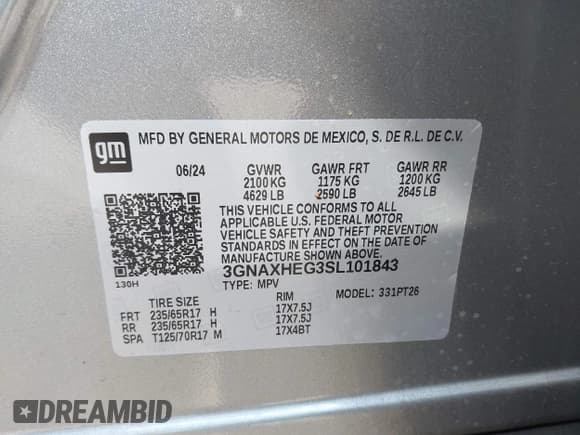 gm
MFD BY GENERAL MOTORS DE MEXICO, S. DE R.L. DE C.V.
06/24 GVWR GAWR FRT GAWR RR
2100 KG 1175 KG 1200 KG
4629 LB 2590 LB 2645 LB
THIS VEHICLE CONFORMS TO ALL
APPLICABLE U.S. FEDERAL MOTOR
VEHICLE SAFETY AND THEFT PREVENTION
STANDARDS IN EFFECT ON THE DATE OF
MANUFACTURE SHOWN ABOVE.
3GNAXHEG3SL101843
130H
TYPE: MPV MODEL: 331PT26
TIRE SIZE RIM
FRT 235/65R17 H 17X7.5J
RR 235/65R17 H 17X7.5J
SPA T125/70R17 M 17X4BT
DREAMBID